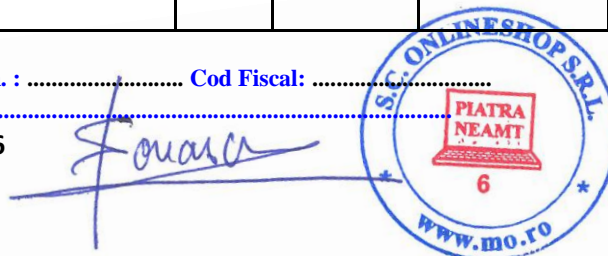 . : .......................... Cod Fiscal: ..............................
6
S.C. ONLINESHOP S.R.L.
PIATRA
NEAMT
6
* *
www.mo.ro